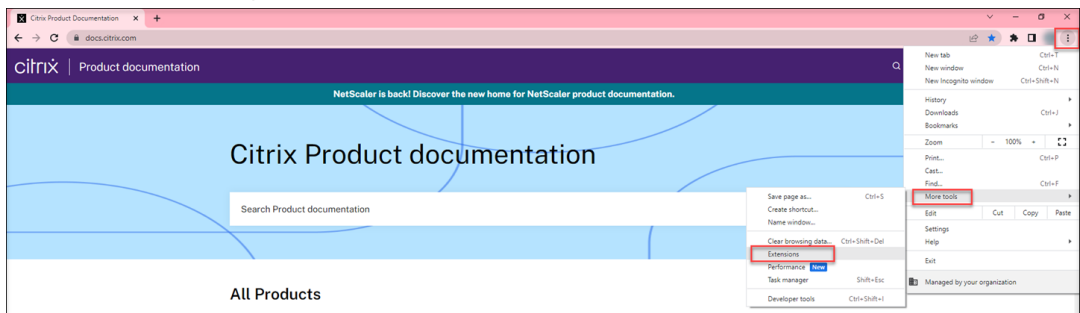 Citrix Product Documentation
docs.citrix.com
citrix | Product documentation
NetScaler is back! Discover the new home for NetScaler product documentation.
Citrix Product documentation
Search Product documentation
All Products
New tab Ctrl+T
New window Ctrl+N
New Incognito window Ctrl+Shift+N
History
Downloads Ctrl+J
Bookmarks
Zoom - 100% +
Print... Ctrl+P
Cast...
Find... Ctrl+F
More tools
Edit Cut Copy Paste
Settings
Help
Exit
Managed by your organization
Save page as... Ctrl+S
Create shortcut...
Name window...
Clear browsing data... Ctrl+Shift+Del
Extensions
Performance New
Task manager Shift+Esc
Developer tools Ctrl+Shift+I